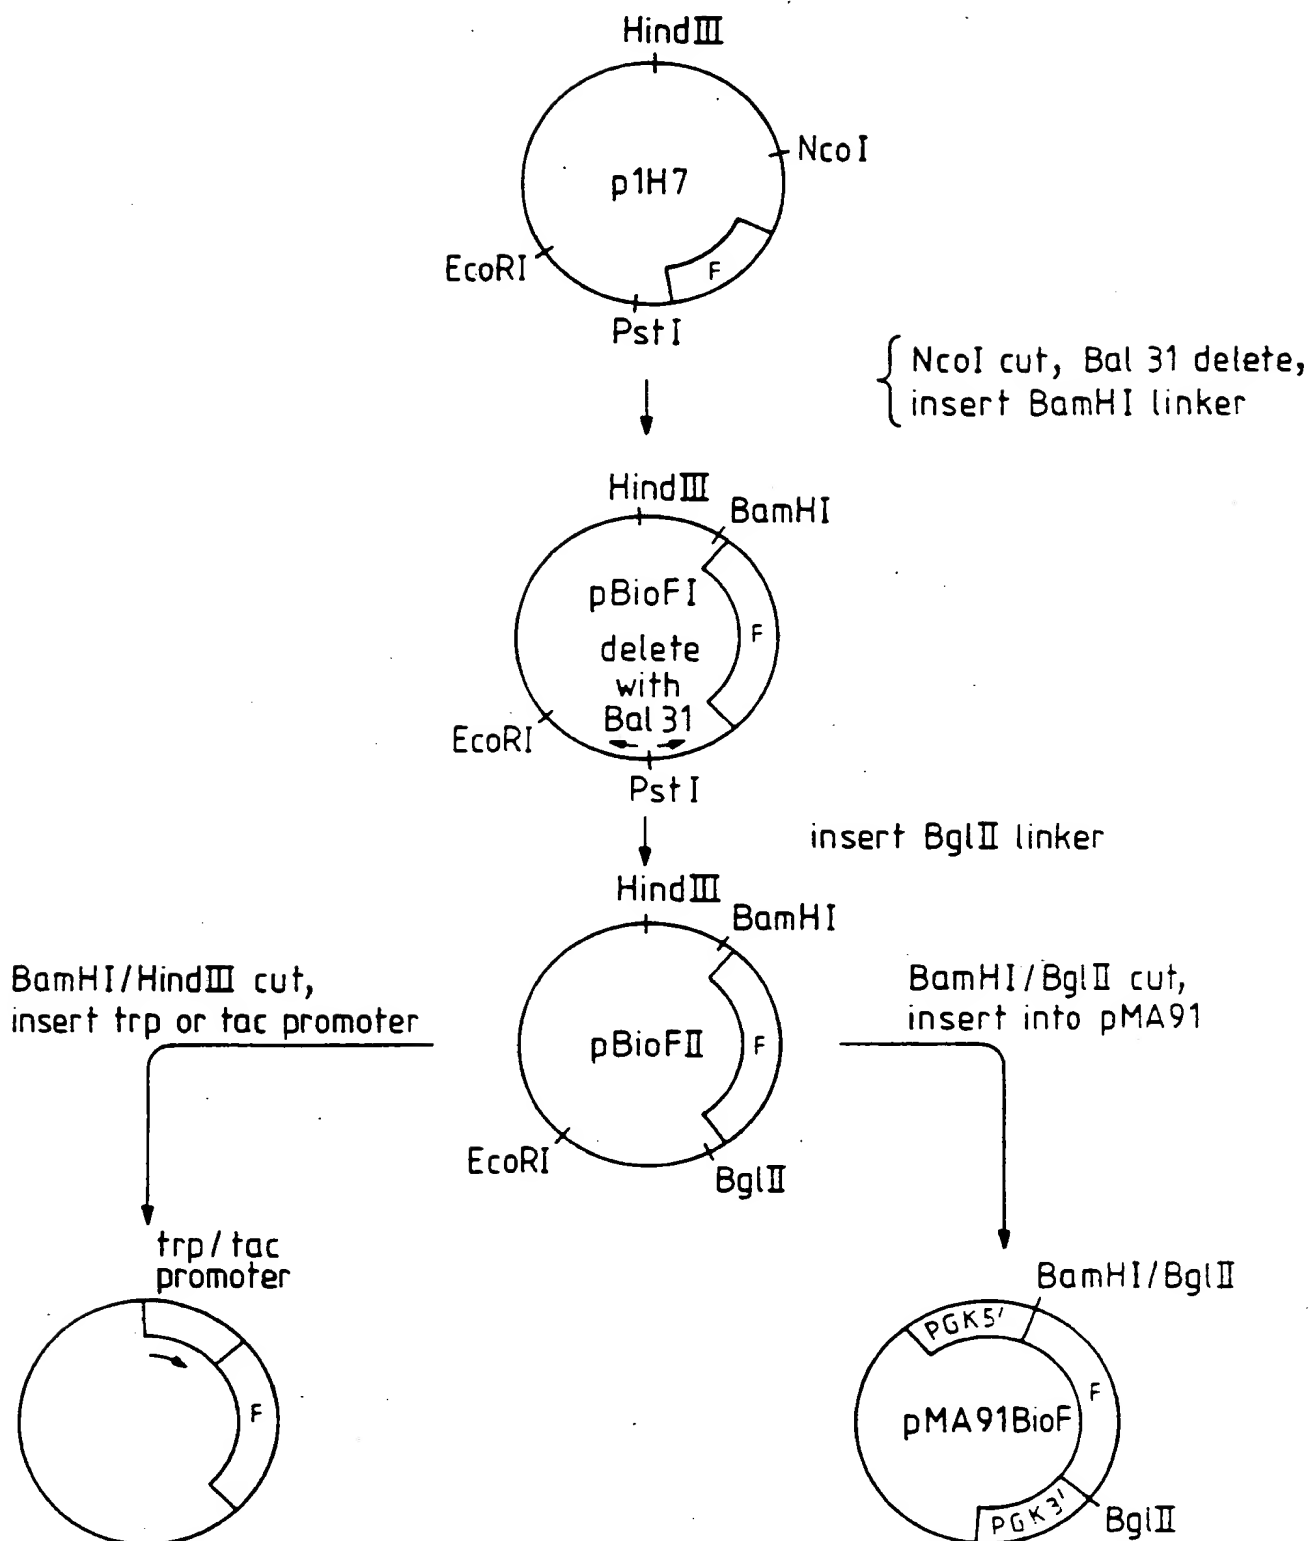 HindIII
NcoI
p1H7
F
EcoRI
PstI
NcoI cut, Bal 31 delete,
insert BamHI linker
HindIII
BamHI
pBioFI
F
delete
with
Bal 31
EcoRI
PstI
insert BglII linker
HindIII
BamHI
BamHI/HindIII cut,
insert trp or tac promoter
BamHI/BglII cut,
insert into pMA91
pBioFII
F
EcoRI
BglII
trp/tac
promoter
F
BamHI/BglII
PGK5'
F
pMA91BioF
PGK3'
BglII